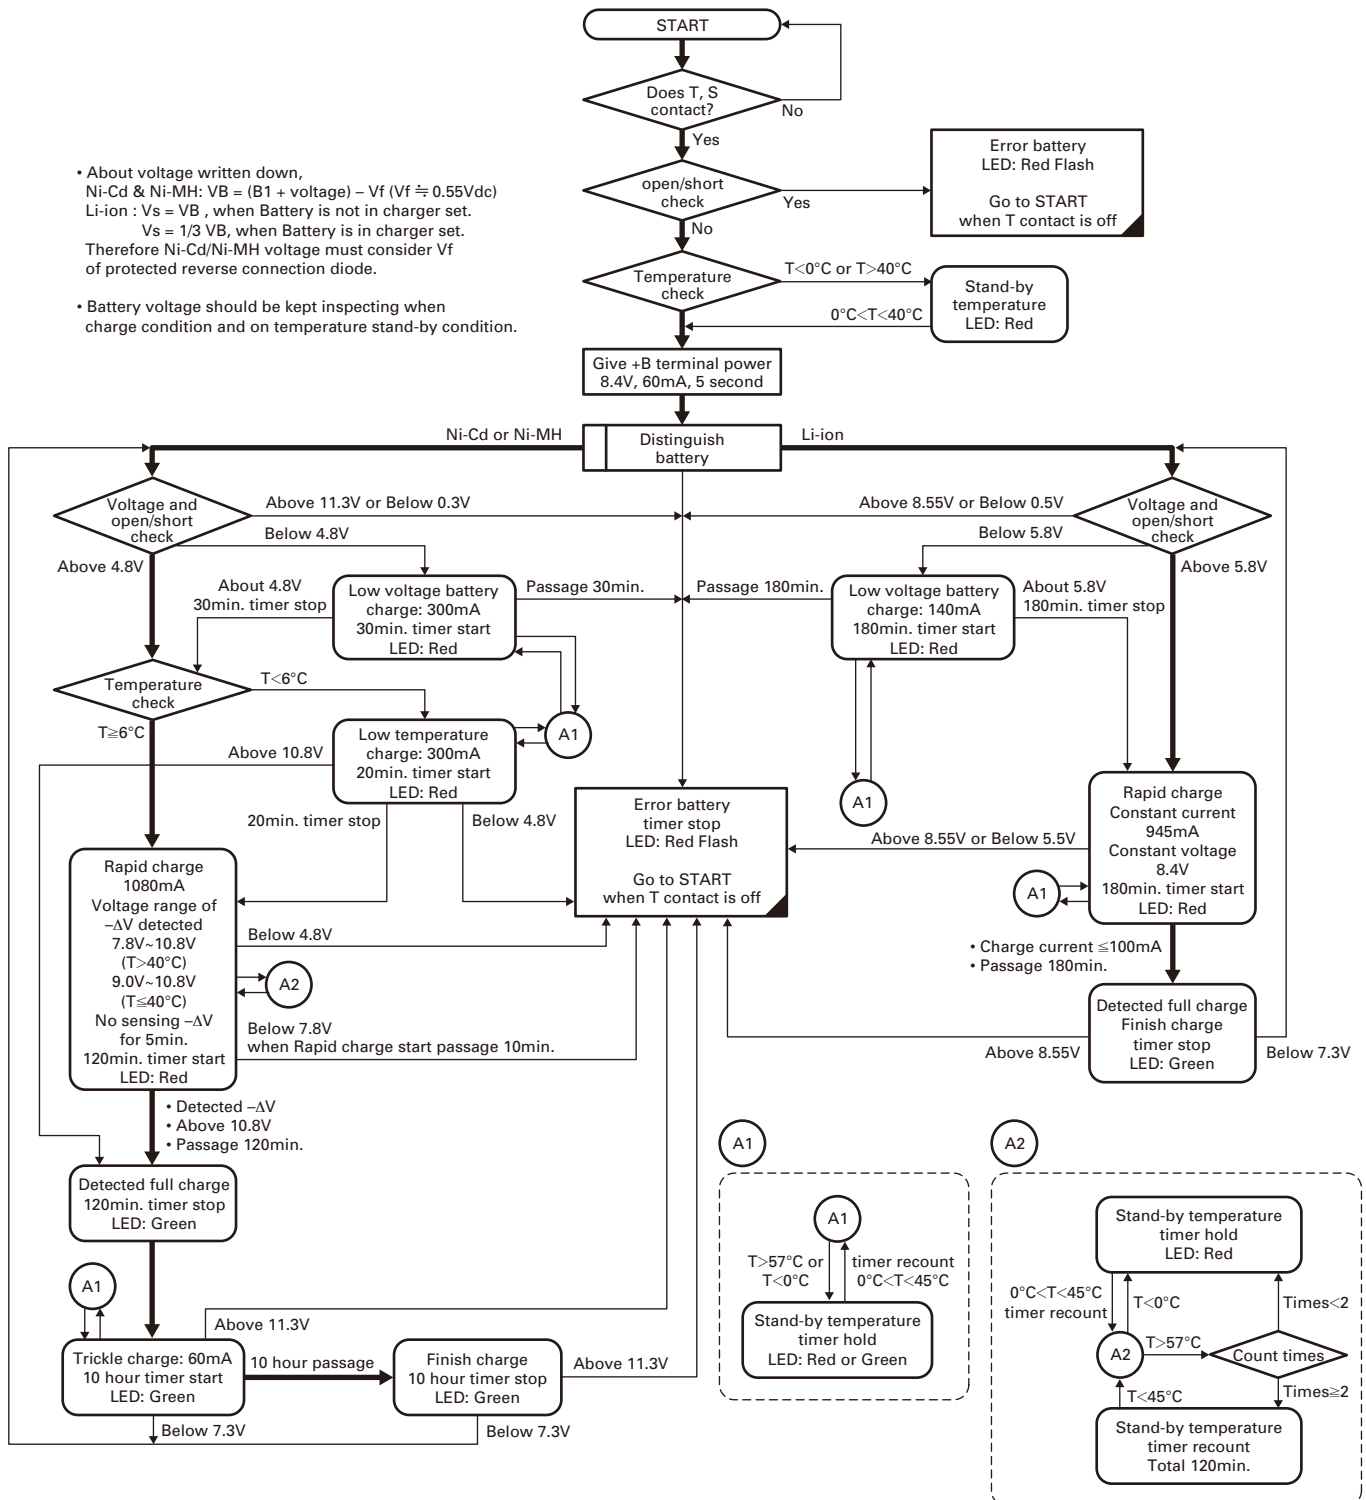 START
Does T, S
contact?
No
Yes
Error battery
LED: Red Flash
Go to START
when T contact is off
• About voltage written down,
Ni-Cd & Ni-MH: VB = (B1 + voltage) – Vf (Vf ≒ 0.55Vdc)
Li-ion : Vs = VB , when Battery is not in charger set.
Vs = 1/3 VB, when Battery is in charger set.
Therefore Ni-Cd/Ni-MH voltage must consider Vf
of protected reverse connection diode.
• Battery voltage should be kept inspecting when
charge condition and on temperature stand-by condition.
open/short
check
Yes
No
Temperature
check
T<0°C or T>40°C
Stand-by
temperature
LED: Red
0°C<T<40°C
Give +B terminal power
8.4V, 60mA, 5 second
Ni-Cd or Ni-MH
Distinguish
battery
Li-ion
Voltage and
open/short
check
Above 11.3V or Below 0.3V
Above 8.55V or Below 0.5V
Voltage and
open/short
check
Below 4.8V
Below 5.8V
Above 4.8V
Above 5.8V
About 4.8V
30min. timer stop
Low voltage battery
charge: 300mA
30min. timer start
LED: Red
Passage 30min.
Passage 180min.
Low voltage battery
charge: 140mA
180min. timer start
LED: Red
About 5.8V
180min. timer stop
Temperature
check
T<6°C
T≧6°C
Low temperature
charge: 300mA
20min. timer start
LED: Red
A1
Above 10.8V
A1
20min. timer stop
Below 4.8V
Error battery
timer stop
LED: Red Flash
Go to START
when T contact is off
Above 8.55V or Below 5.5V
Rapid charge
Constant current
945mA
Constant voltage
8.4V
180min. timer start
LED: Red
A1
Rapid charge
1080mA
Voltage range of
–ΔV detected
7.8V~10.8V
(T>40°C)
9.0V~10.8V
(T≦40°C)
No sensing –ΔV
for 5min.
120min. timer start
LED: Red
Below 4.8V
A2
Below 7.8V
when Rapid charge start passage 10min.
• Charge current ≦100mA
• Passage 180min.
Detected full charge
Finish charge
timer stop
LED: Green
Above 8.55V
Below 7.3V
• Detected –ΔV
• Above 10.8V
• Passage 120min.
Detected full charge
120min. timer stop
LED: Green
A1
Above 11.3V
Trickle charge: 60mA
10 hour timer start
LED: Green
10 hour passage
Finish charge
10 hour timer stop
LED: Green
Above 11.3V
Below 7.3V
Below 7.3V
A1
A1
T>57°C or
T<0°C
timer recount
0°C<T<45°C
Stand-by temperature
timer hold
LED: Red or Green
A2
Stand-by temperature
timer hold
LED: Red
0°C<T<45°C
timer recount
T<0°C
Times<2
A2
T>57°C
Count times
T<45°C
Times≧2
Stand-by temperature
timer recount
Total 120min.